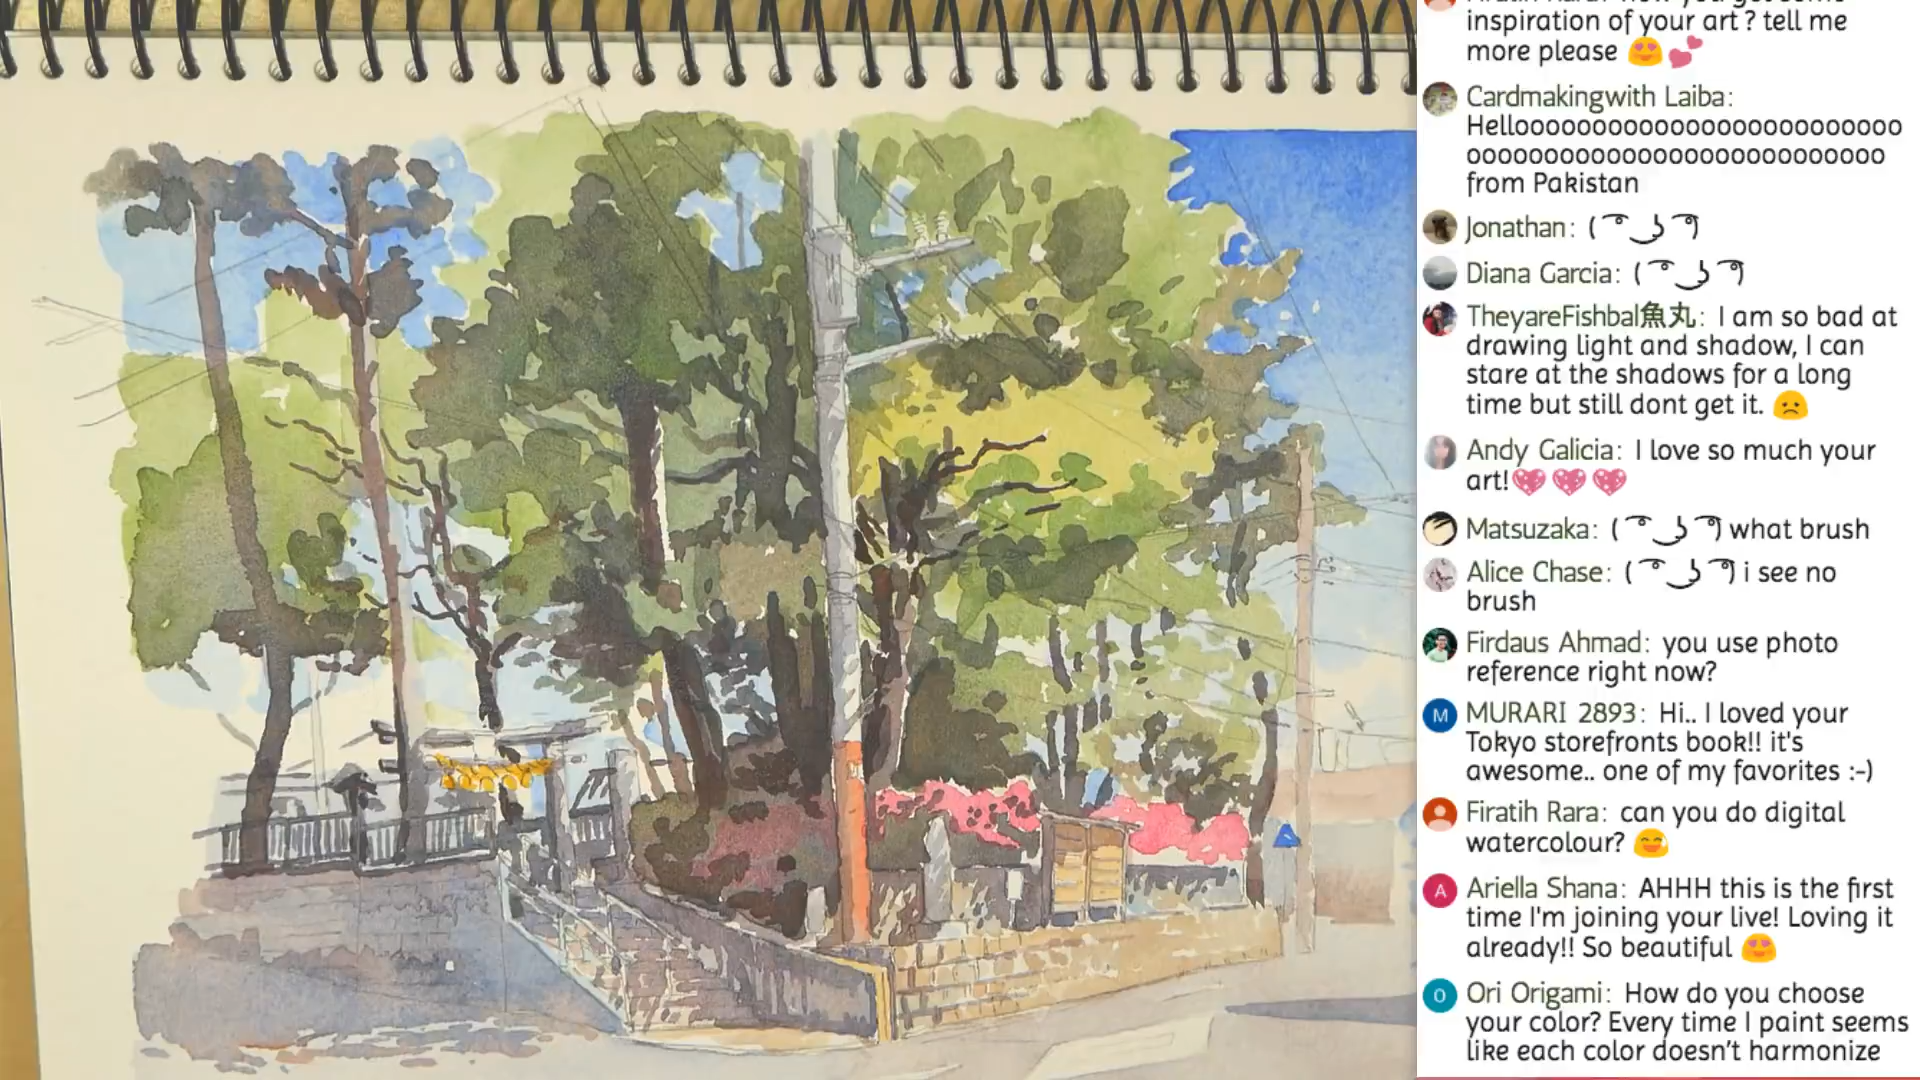 inspiration of your art ? tell me
more please 😍 💕
Cardmakingwith Laiba:
Hellooooooooooooooooooooooooo
ooooooooooooooooooooooooooo
from Pakistan
Jonathan: ( ͡° ͜ʖ ͡°)
Diana Garcia: ( ͡° ͜ʖ ͡°)
TheyareFishbal魚丸: I am so bad at
drawing light and shadow, I can
stare at the shadows for a long
time but still dont get it. ☹️
Andy Galicia: I love so much your
art!💖 💖 💖
Matsuzaka: ( ͡° ͜ʖ ͡°) what brush
Alice Chase: ( ͡° ͜ʖ ͡°) i see no
brush
Firdaus Ahmad: you use photo
reference right now?
M MURARI 2893: Hi.. I loved your
Tokyo storefronts book!! it's
awesome.. one of my favorites :-)
Firatih Rara: can you do digital
watercolour? 🤗
A Ariella Shana: AHHH this is the first
time I'm joining your live! Loving it
already!! So beautiful 😍
O Ori Origami: How do you choose
your color? Every time I paint seems
like each color doesn't harmonize